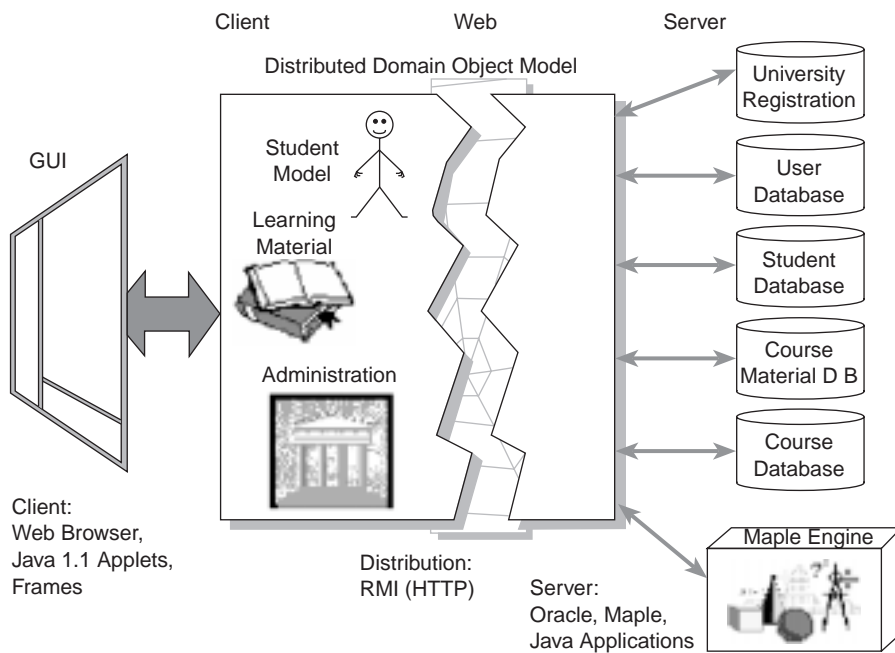 Client
Web
Server
Distributed Domain Object Model
University
Registration
Student
Model
GUI
User
Database
Learning
Material
Student
Database
Course
Material D B
Administration
Course
Database
Client:
Web Browser,
Java 1.1 Applets,
Frames
Distribution:
RMI (HTTP)
Server:
Oracle, Maple,
Java Applications
Maple Engine